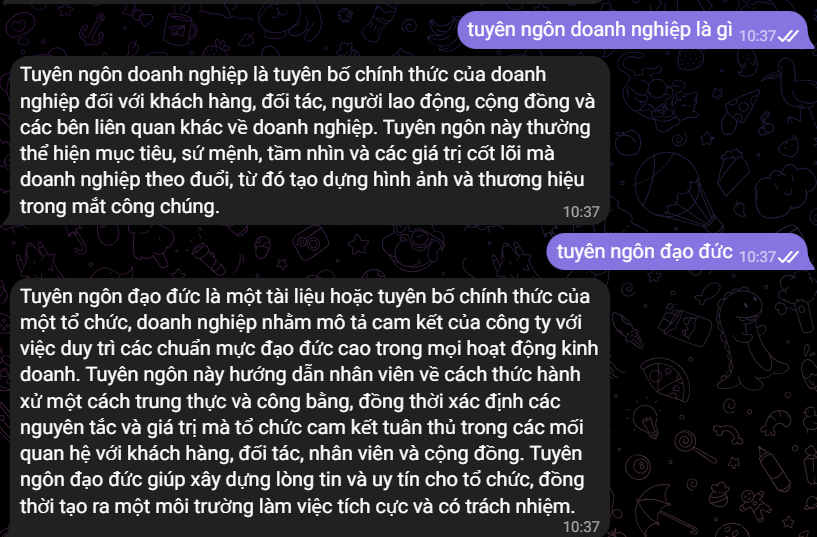 tuyên ngôn doanh nghiệp là gì 10:37
Tuyên ngôn doanh nghiệp là tuyên bố chính thức của doanh
nghiệp đối với khách hàng, đối tác, người lao động, cộng đồng và
các bên liên quan khác về doanh nghiệp. Tuyên ngôn này thường
thể hiện mục tiêu, sứ mệnh, tầm nhìn và các giá trị cốt lõi mà
doanh nghiệp theo đuổi, từ đó tạo dựng hình ảnh và thương hiệu
trong mắt công chúng.
10:37
tuyên ngôn đạo đức 10:37
Tuyên ngôn đạo đức là một tài liệu hoặc tuyên bố chính thức của
một tổ chức, doanh nghiệp nhằm mô tả cam kết của công ty với
việc duy trì các chuẩn mực đạo đức cao trong mọi hoạt động kinh
doanh. Tuyên ngôn này hướng dẫn nhân viên về cách thức hành
xử một cách trung thực và công bằng, đồng thời xác định các
nguyên tắc và giá trị mà tổ chức cam kết tuân thủ trong các mối
quan hệ với khách hàng, đối tác, nhân viên và cộng đồng. Tuyên
ngôn đạo đức giúp xây dựng lòng tin và uy tín cho tổ chức, đồng
thời tạo ra một môi trường làm việc tích cực và có trách nhiệm.
10:37